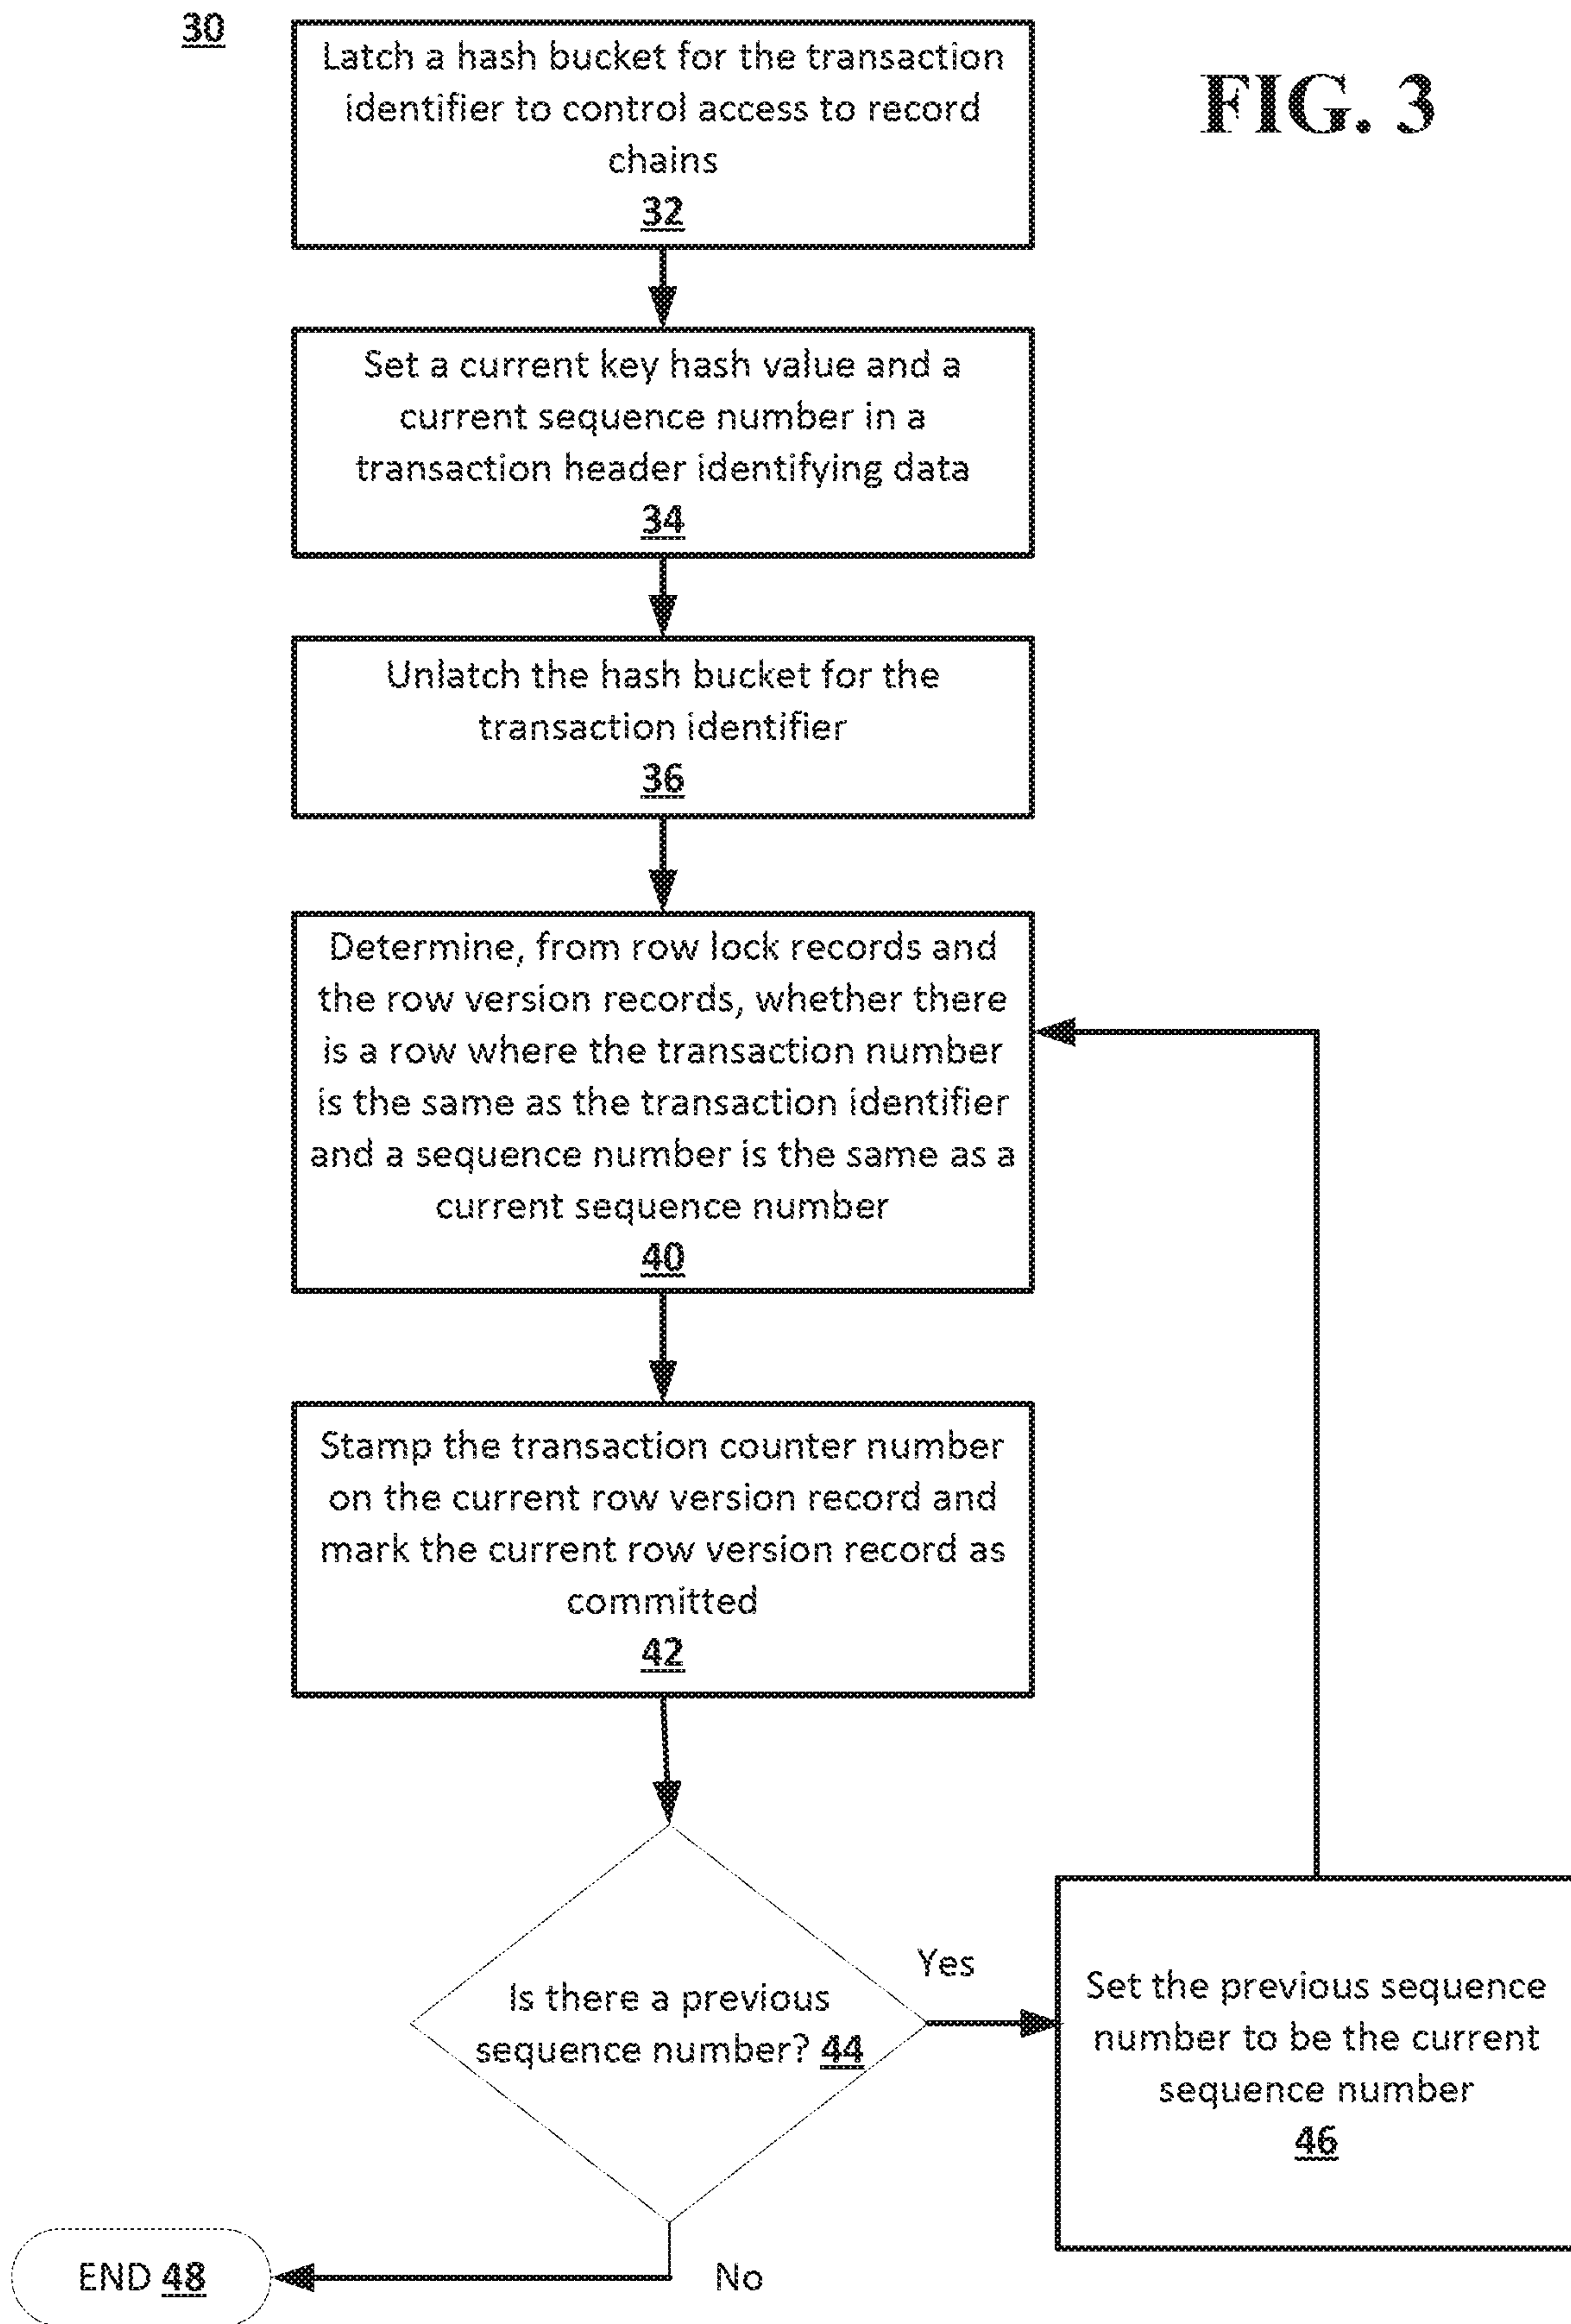 30
FIG. 3
Latch a hash bucket for the transaction
identifier to control access to record
chains
32
Set a current key hash value and a
current sequence number in a
transaction header identifying data
34
Unlatch the hash bucket for the
transaction identifier
36
Determine, from row lock records and
the row version records, whether there
is a row where the transaction number
is the same as the transaction identifier
and a sequence number is the same as a
current sequence number
40
Stamp the transaction counter number
on the current row version record and
mark the current row version record as
committed
42
Is there a previous
sequence number? 44
Yes
Set the previous sequence
number to be the current
sequence number
46
No
END 48